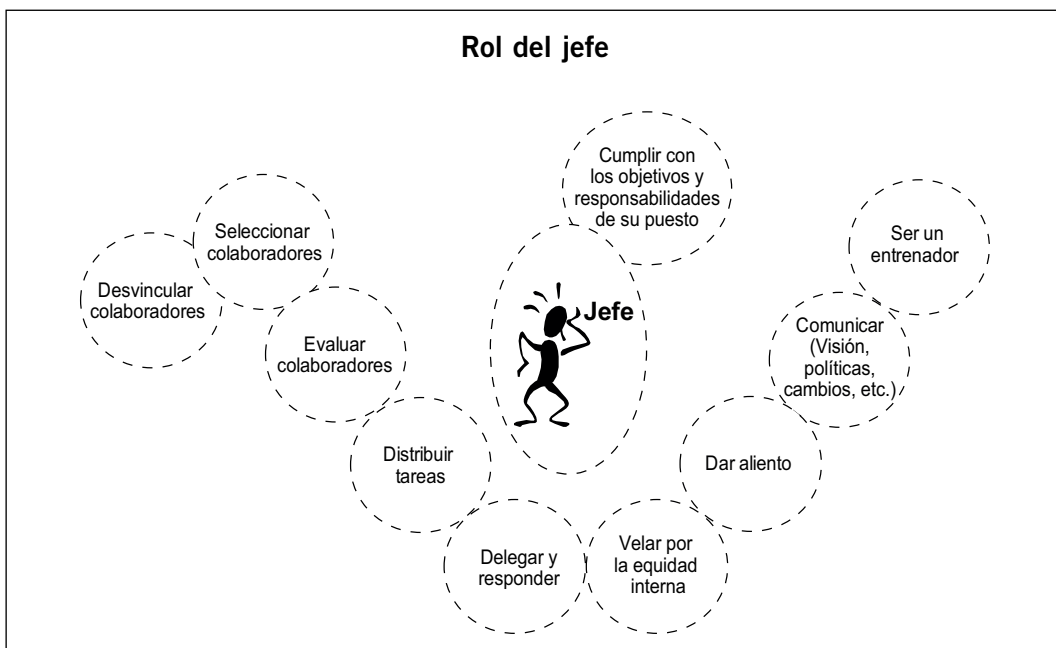 Rol del jefe
Cumplir con
los objetivos y
responsabilidades
de su puesto
Seleccionar
colaboradores
Ser un
entrenador
Desvincular
colaboradores
Jefe
Evaluar
colaboradores
Comunicar
(Visión,
políticas,
cambios, etc.)
Distribuir
tareas
Dar aliento
Delegar y
responder
Velar por
la equidad
interna